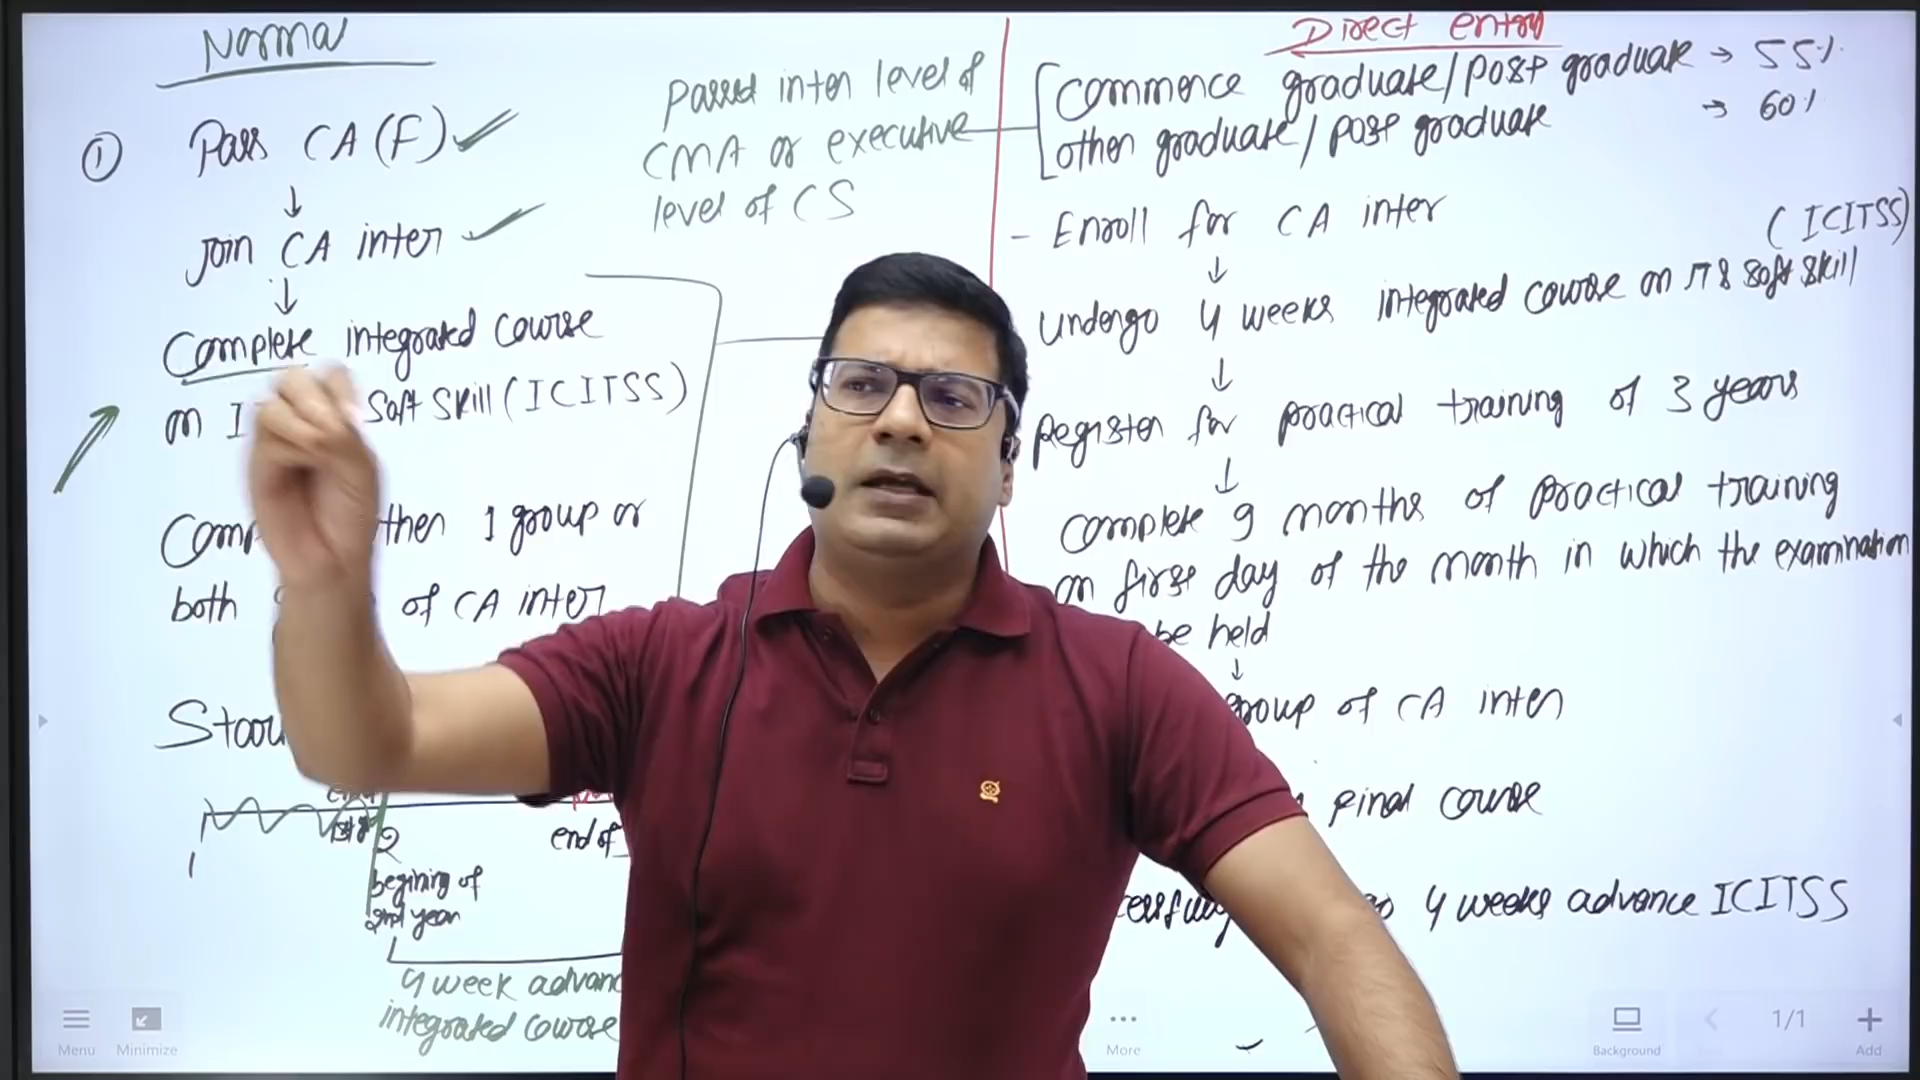 Normal
① Pass CA (F)
↓
Join CA inter
↓
Complete integrated course
on I Soft Skill (ICITSS)
1 group or
both of CA inter
1
2
end of
begining of
2nd year
4 week advan
integrated course
Passed inter level of
CMA or executive
level of CS
Direct entry
Commerce graduate/post graduate → 55%
other graduate/post graduate → 60%
- Enroll for CA inter
(ICITSS)
↓
undergo 4 weeks integrated course on IT & soft skill
↓
Register for practical training of 3 years
↓
Complete 9 months of practical training
on first day of the month in which the examination
be held
↓
group of CA inter
Final course
4 weeks advance ICITSS
Menu
Minimize
More
Background
1/1
Add